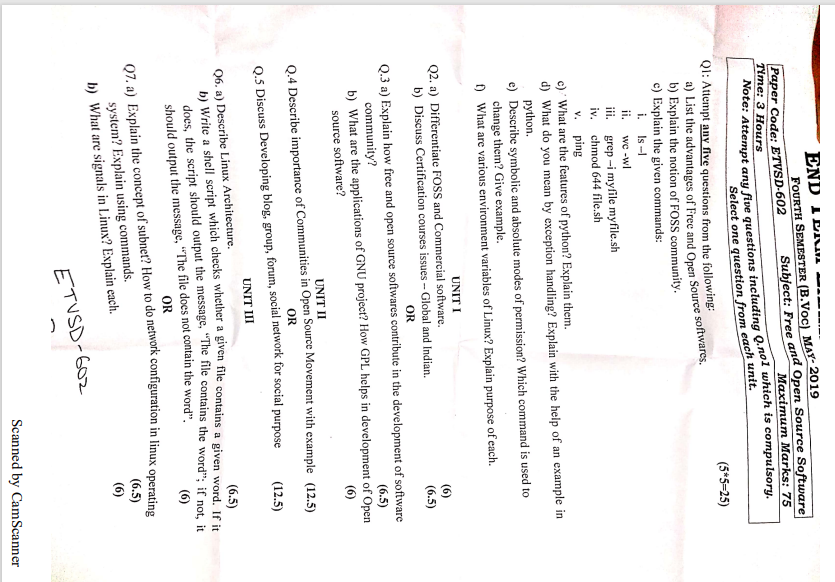 END TERM
FOURTH SEMESTER (B.VOC) MAY- 2019
Paper Code: ETVSD-602 Subject: Free and Open Source Software
Time: 3 Hours Maximum Marks: 75
Note: Attempt any five questions including Q.no1 which is compulsory.
Select one question from each unit.
Q1: Attempt any five questions from the following: (5*5=25)
a) List the advantages of Free and Open Source softwares.
b) Explain the notion of FOSS community.
c) Explain the given commands:
i. ls –l
ii. wc -wl
iii. grep –i myfile myfile.sh
iv. chmod 644 file.sh
v. ping
c) What are the features of python? Explain them.
d) What do you mean by exception handling? Explain with the help of an example in
python.
e) Describe symbolic and absolute modes of permission? Which command is used to
change them? Give example.
f) What are various environment variables of Linux? Explain purpose of each.
UNIT I
Q2. a) Differentiate FOSS and Commercial software. (6)
b) Discuss Certification courses issues – Global and Indian. (6.5)
OR
Q.3 a) Explain how free and open source softwares contribute in the development of software
community? (6.5)
b) What are the applications of GNU project? How GPL helps in development of Open
source software? (6)
UNIT II
Q.4 Describe importance of Communities in Open Source Movement with example (12.5)
OR
Q.5 Discuss Developing blog, group, forum, social network for social purpose (12.5)
UNIT III
Q6. a) Describe Linux Architecture. (6.5)
b) Write a shell script which checks whether a given file contains a given word. If it
does, the script should output the message, “The file contains the word”; if not, it
should output the message, “The file does not contain the word”. (6)
OR
Q7. a) Explain the concept of subnet? How to do network configuration in linux operating
system? Explain using commands. (6.5)
b) What are signals in Linux? Explain each. (6)
ETVSD-602
Scanned by CamScanner